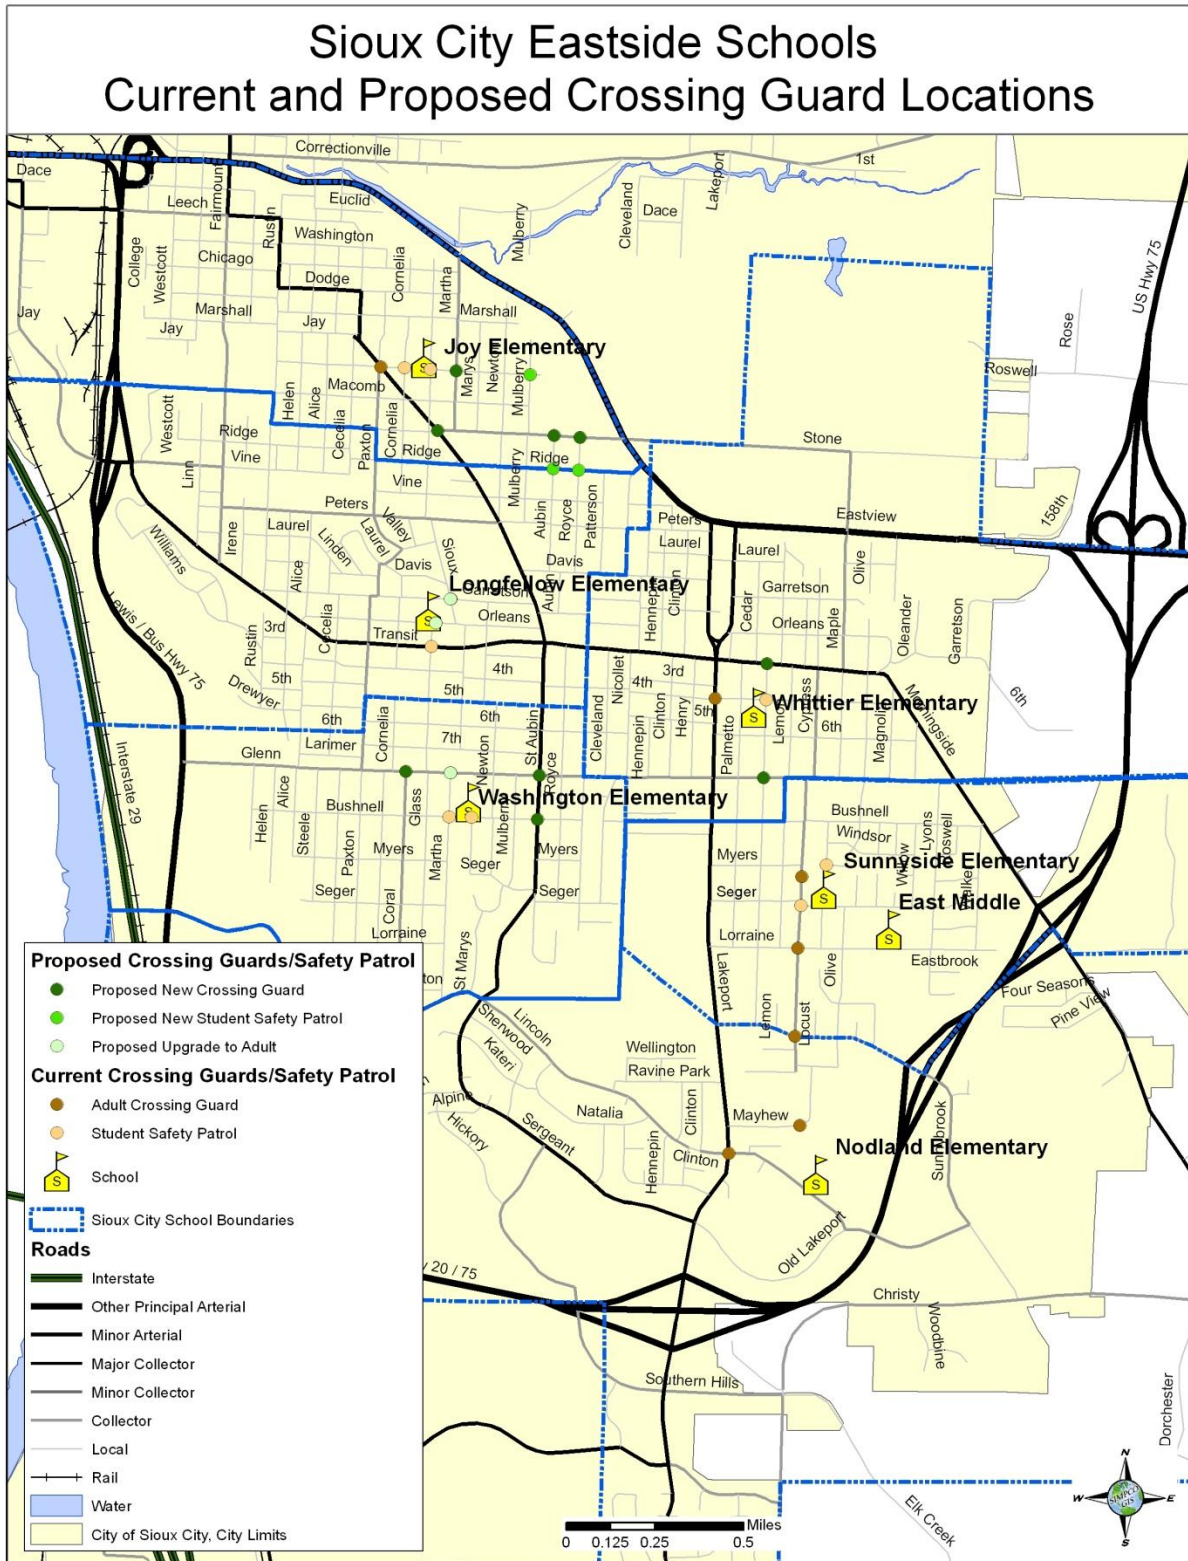 Sioux City Eastside Schools
Current and Proposed Crossing Guard Locations
Correctionville
1st
Dace
Lakeport
Fairmount
Leech
Euclid
Cleveland
Dace
Mulberry
Rustin
Washington
College
Westcott
Chicago
Cornelia
Martha
US Hwy 75
Dodge
Jay
Marshall
Marshall
Jay
Jay
Rose
Joy Elementary
Marys
Newton
Mulberry
Roswell
Macomb
Helen
Alice
Cecelia
Paxton
Cornelia
Westcott
Ridge
Ridge
Stone
Vine
Ridge
Linn
Vine
Mulberry
Aubin
Royce
Patterson
Peters
Peters
Eastview
158th
Williams
Irene
Laurel
Linden
Laurel
Valley
Sioux
Laurel
Laurel
Olive
Davis
Davis
Alice
Longfellow Elementary
Garretson
Garretson
Aubin
Hennepin
Clinton
Cedar
Lewis / Bus Hwy 75
Orleans
Orleans
Maple
Oleander
Garretson
3rd
Cecelia
Transit
Rustin
3rd
4th
4th
Nicollet
5th
5th
Drewyer
6th
Morningside
Whittier Elementary
Cleveland
Hennepin
Clinton
Henry
5th
Palmetto
Lemon
Cypress
6th
Magnolia
6th
6th
Cornelia
7th
St Aubin
Larimer
Glenn
Newton
Royce
Interstate 29
Alice
Washington Elementary
Helen
Steele
Bushnell
Glass
Mulberry
Bushnell
Windsor
Lyons
Roswell
Paxton
Myers
Martha
Myers
Myers
Sunnyside Elementary
Willow
Walker
Seger
Seger
Seger
Seger
East Middle
Coral
Lorraine
Lorraine
Eastbrook
Olive
St Marys
Lakeport
Four Seasons
Pine View
Lemon
Locust
Lincoln
Sherwood
Kateri
Wellington
Ravine Park
Alpine
Hickory
Natalia
Clinton
Mayhew
Sergeant
Hennepin
Clinton
Nodland Elementary
Sunnybrook
Old Lakeport
20 / 75
Christy
Woodbine
Southern Hills
Dorchester
Elk Creek
Proposed Crossing Guards/Safety Patrol
Proposed New Crossing Guard
Proposed New Student Safety Patrol
Proposed Upgrade to Adult
Current Crossing Guards/Safety Patrol
Adult Crossing Guard
Student Safety Patrol
S
School
Sioux City School Boundaries
Roads
Interstate
Other Principal Arterial
Minor Arterial
Major Collector
Minor Collector
Collector
Local
Rail
Water
City of Sioux City, City Limits
Miles
0 0.125 0.25 0.5
N
W
E
S
SIMPCO
GIS